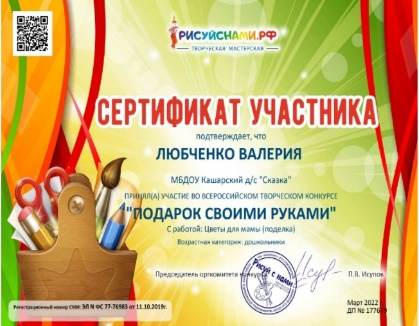 РИСУЙСНАМИ.РФ
ТВОРЧЕСКАЯ МАСТЕРСКАЯ
СЕРТИФИКАТ УЧАСТНИКА
подтверждает, что
ЛЮБЧЕНКО ВАЛЕРИЯ
МБДОУ Кашарский д/с "Сказка"
ПРИНЯЛ(А) УЧАСТИЕ ВО ВСЕРОССИЙСКОМ ТВОРЧЕСКОМ КОНКУРСЕ
"ПОДАРОК СВОИМИ РУКАМИ"
С работой: Цветы для мамы (поделка)
Возрастная категория: дошкольники
Председатель оргкомитета конкурса
П.В. Исупов
РИСУЙ С НАМИ
Регистрационный номер СМИ: ЭЛ N ФС 77-76983 от 11.10.2019г.
Март 2022
ДП №